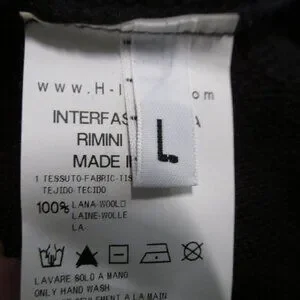 www.H-I om
INTERFAS A
RIMINI
MADE I
L
1 TESSUTO-FABRIC-TIS
TEJIDO TECIDO
100% LANA-WOOL
LAINE-WOLLE
LA
LAVARE SOLO A MANO
ONLY HAND WASH
SEULEMENT A LA MAIN